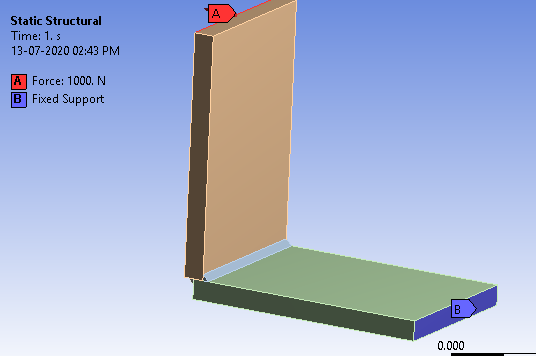 Static Structural
Time: 1. s
13-07-2020 02:43 PM
A Force: 1000. N
B Fixed Support
A
B
0.000